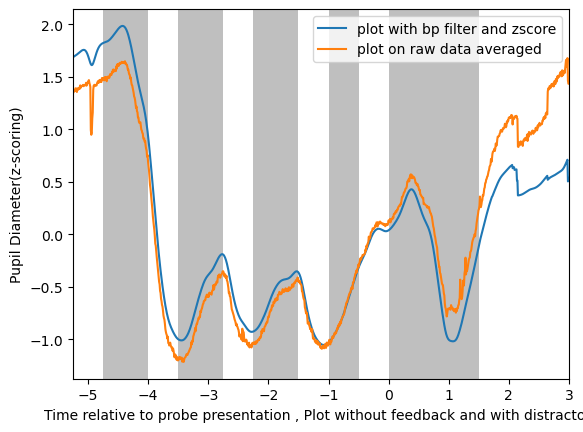 plot with bp filter and zscore
plot on raw data averaged
Pupil Diameter(z-scoring)
2.0
1.5
1.0
0.5
0.0
−0.5
−1.0
−5 −4 −3 −2 −1 0 1 2 3
Time relative to probe presentation , Plot without feedback and with distracto